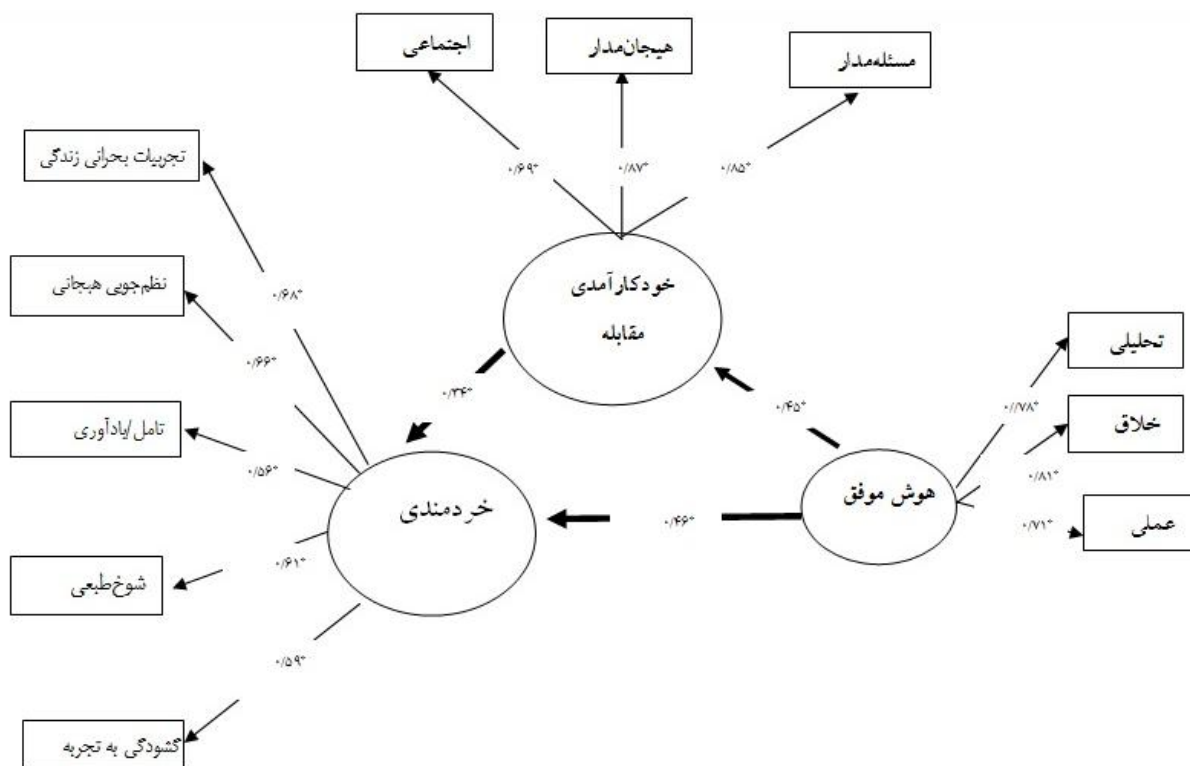 اجتماعی
هیجان‌مدار
مسئله‌مدار
۰/۶۹*
۰/۸۷*
۰/۸۵*
تجربیات بحرانی زندگی
نظم‌جویی هیجانی
تامل/یادآوری
شوخ‌طبعی
گشودگی به تجربه
۰/۶۸*
۰/۶۶*
۰/۵۶*
۰/۶۱*
۰/۵۹*
خودکارآمدی
مقابله
۰/۳۴*
۰/۴۵*
خردمندی
۰/۴۶*
هوش موفق
۰//۷۸*
۰/۸۱*
۰/۷۱*
تحلیلی
خلاق
عملی